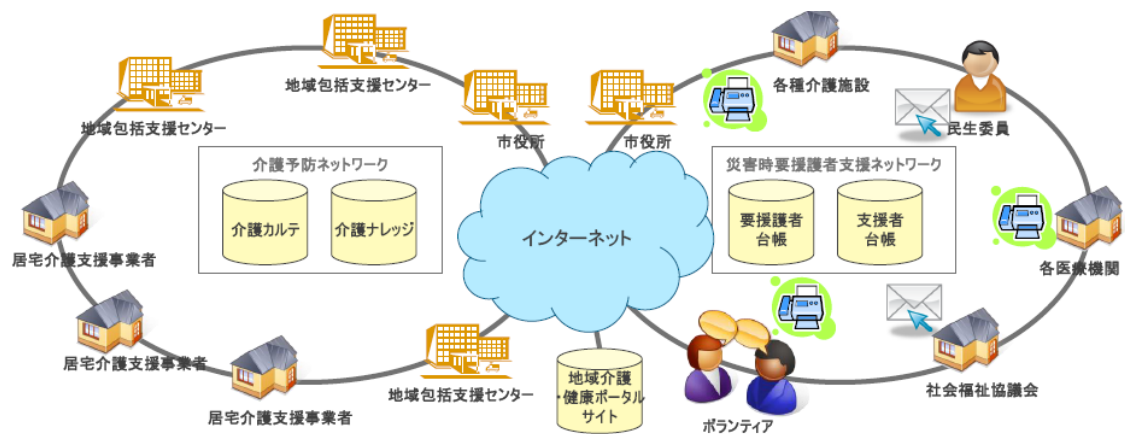 地域包括支援センター
各種介護施設
地域包括支援センター
市役所
市役所
民生委員
介護予防ネットワーク
災害時要援護者支援ネットワーク
介護カルテ
介護ナレッジ
インターネット
要援護者
台帳
支援者
台帳
居宅介護支援事業者
各医療機関
居宅介護支援事業者
地域包括支援センター
居宅介護支援事業者
地域介護
・健康ポータル
サイト
ボランティア
社会福祉協議会